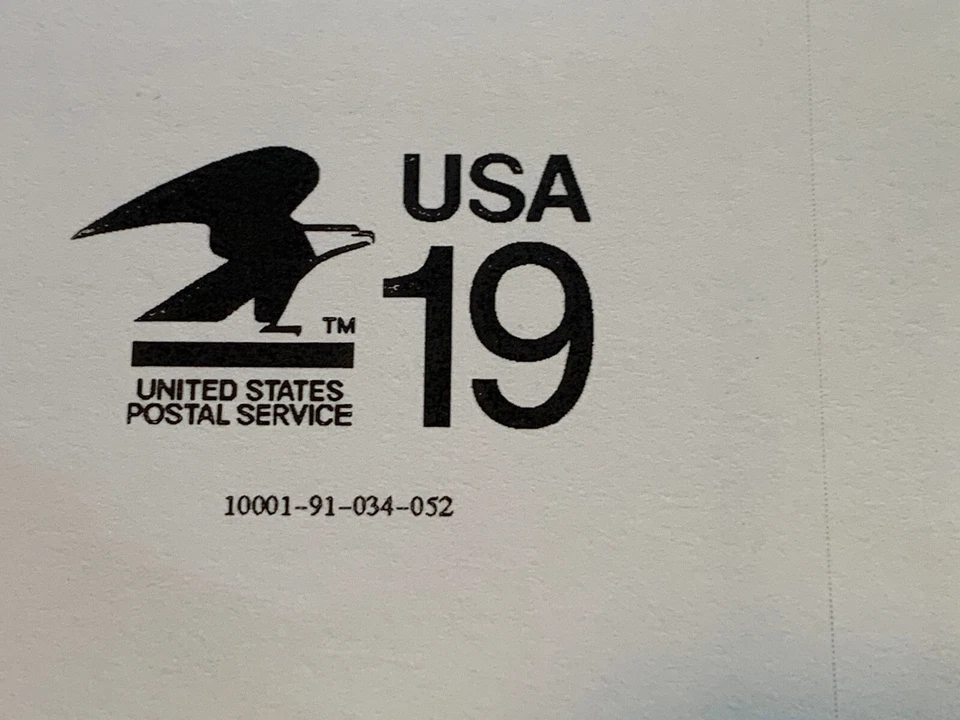 USA
19
TM
UNITED STATES
POSTAL SERVICE
10001-91-034-052